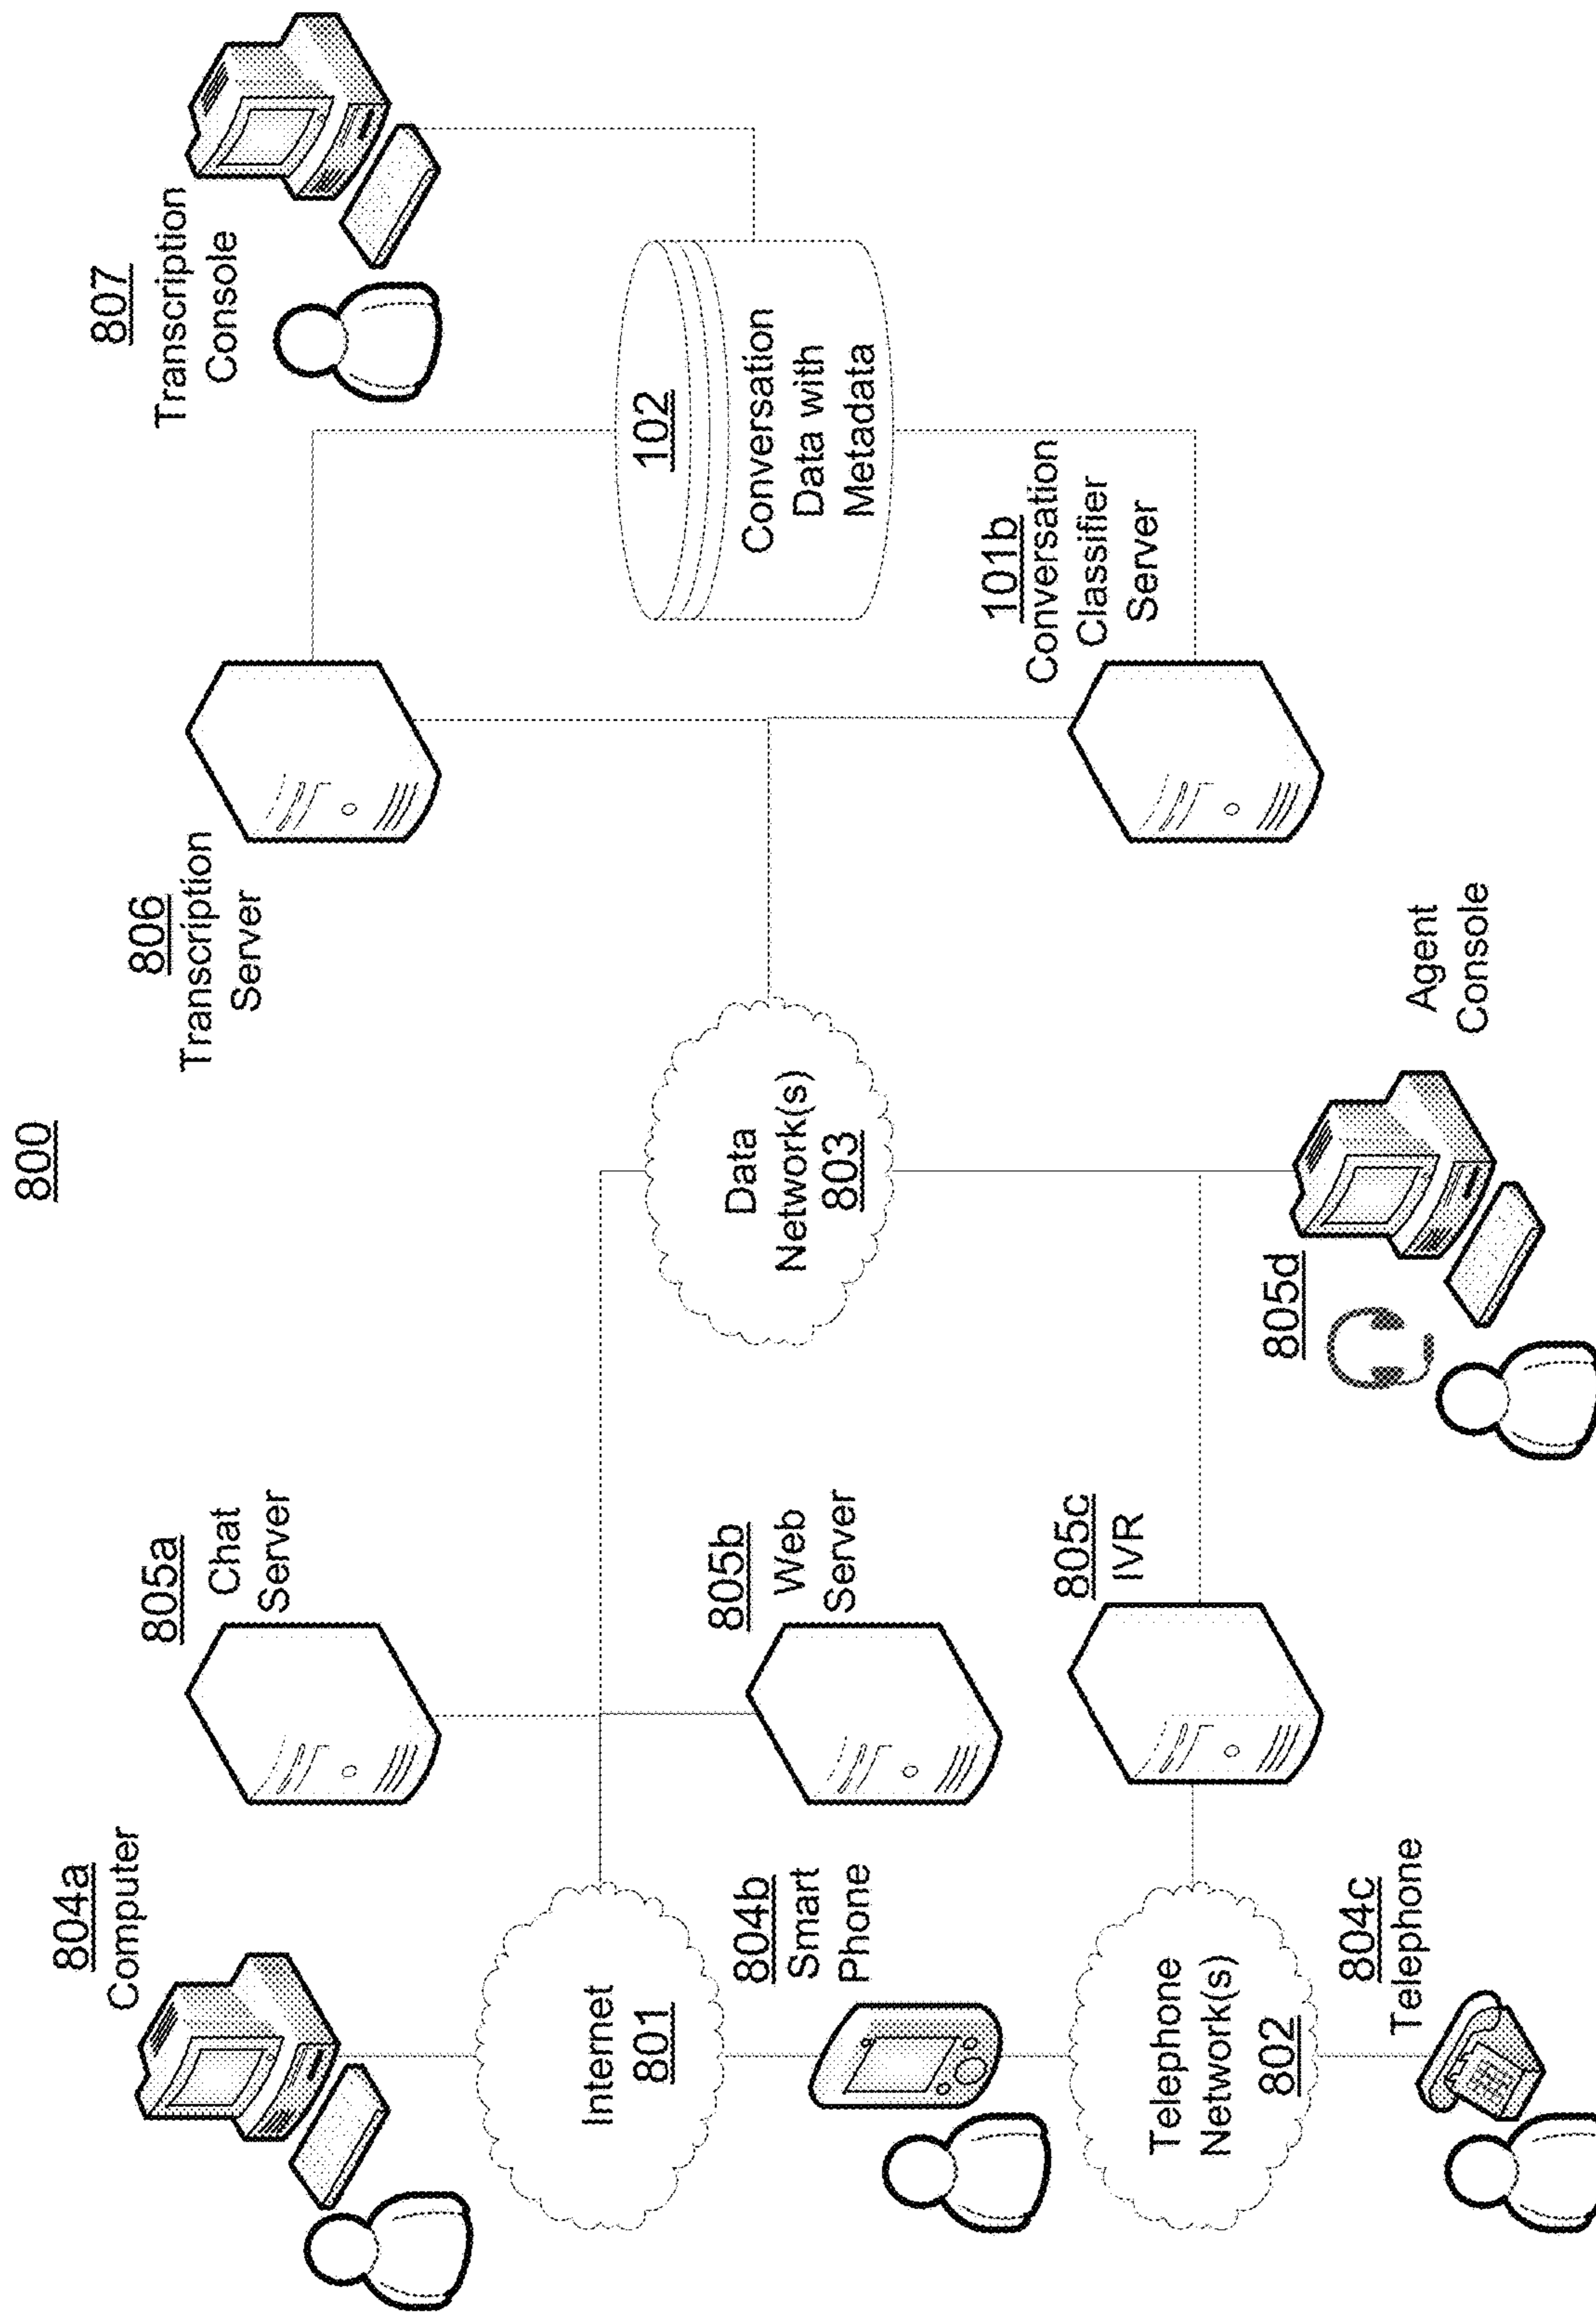 800
804a
Computer
805a
Chat
Server
806
Transcription
Server
807
Transcription
Console
Internet
801
804b
Smart
Phone
805b
Web
Server
Data
Network(s)
803
102
Conversation
Data with
Metadata
Telephone
Network(s)
802
805c
IVR
101b
Conversation
Classifier
Server
804c
Telephone
805d
Agent
Console